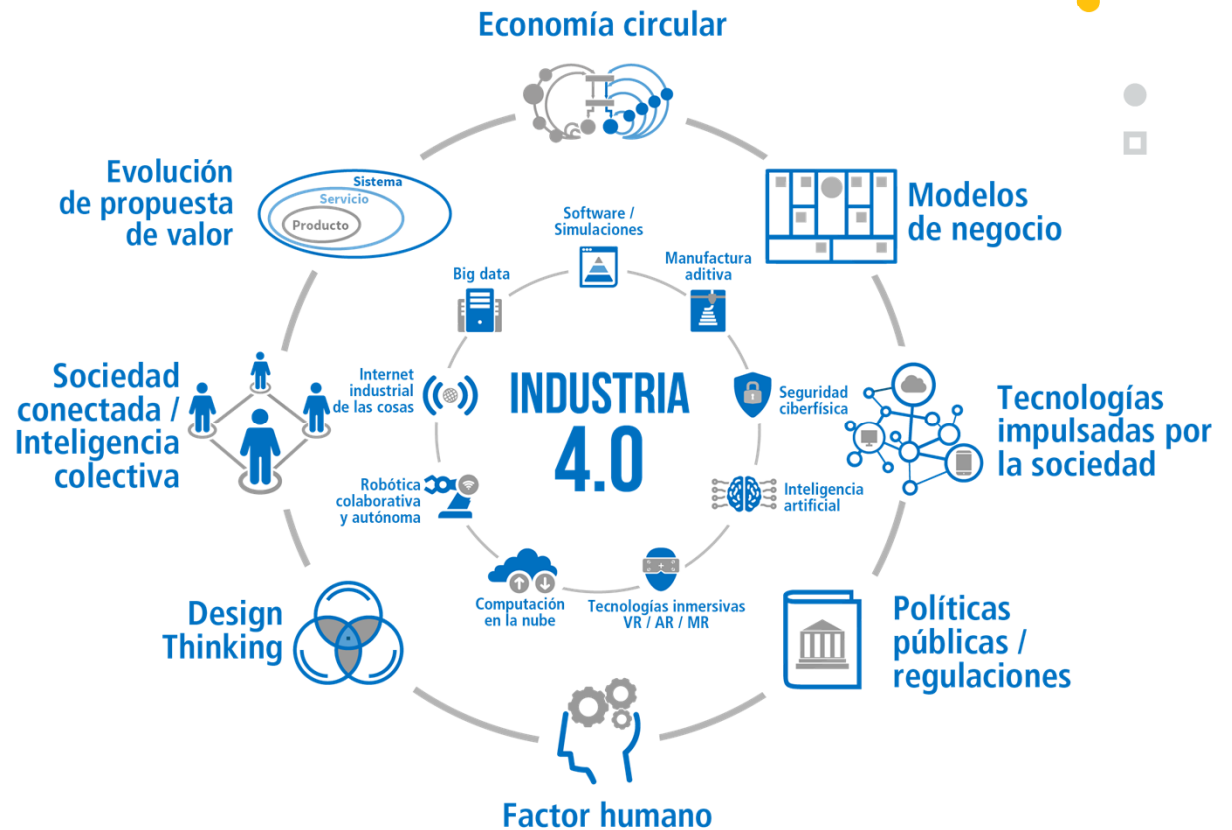 Economía circular
Evolución
de propuesta
de valor
Sistema
Servicio
Producto
Modelos
de negocio
Software /
Simulaciones
Big data
Manufactura
aditiva
Sociedad
conectada /
Inteligencia
colectiva
Internet
industrial
de las cosas
INDUSTRIA
4.0
Seguridad
ciberfísica
Tecnologías
impulsadas por
la sociedad
Robótica
colaborativa
y autónoma
Inteligencia
artificial
Computación
en la nube
Tecnologías inmersivas
VR / AR / MR
Design
Thinking
Políticas
públicas /
regulaciones
Factor humano